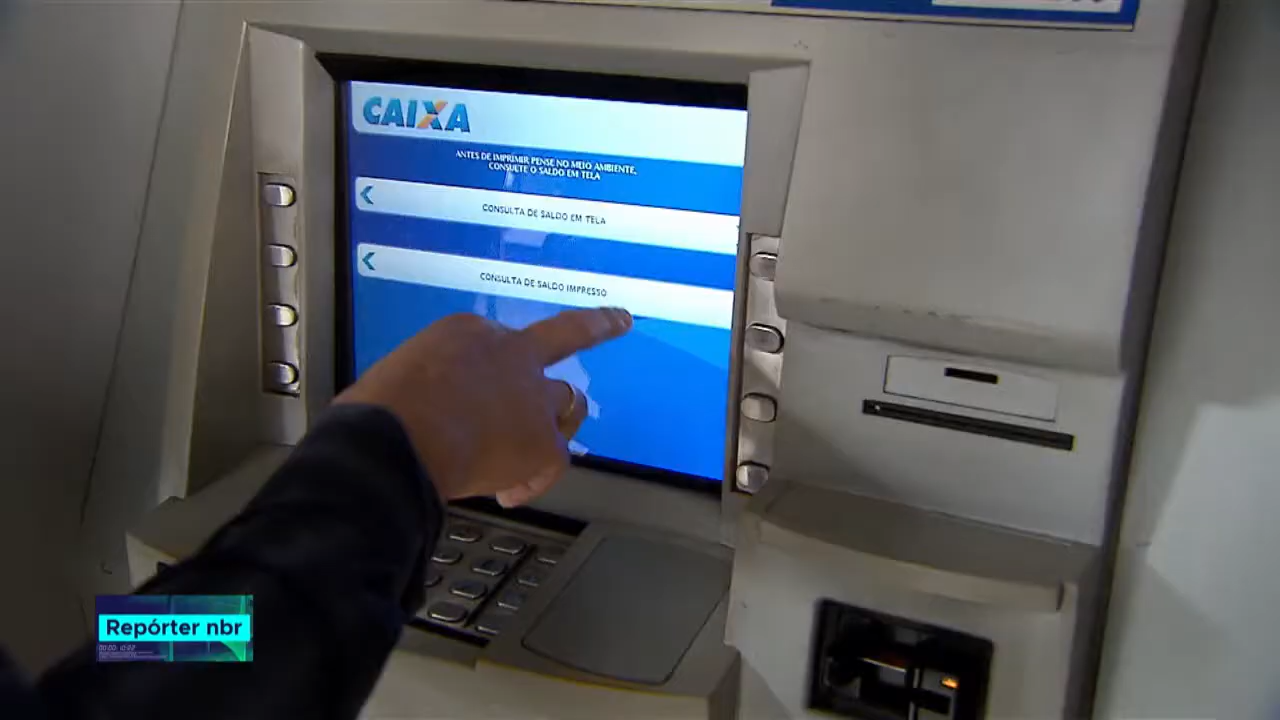 CAIXA
ANTES DE IMPRIMIR PENSE NO MEIO AMBIENTE,
CONSULTE O SALDO EM TELA
CONSULTA DE SALDO EM TELA
CONSULTA DE SALDO IMPRESSO
Repórter nbr